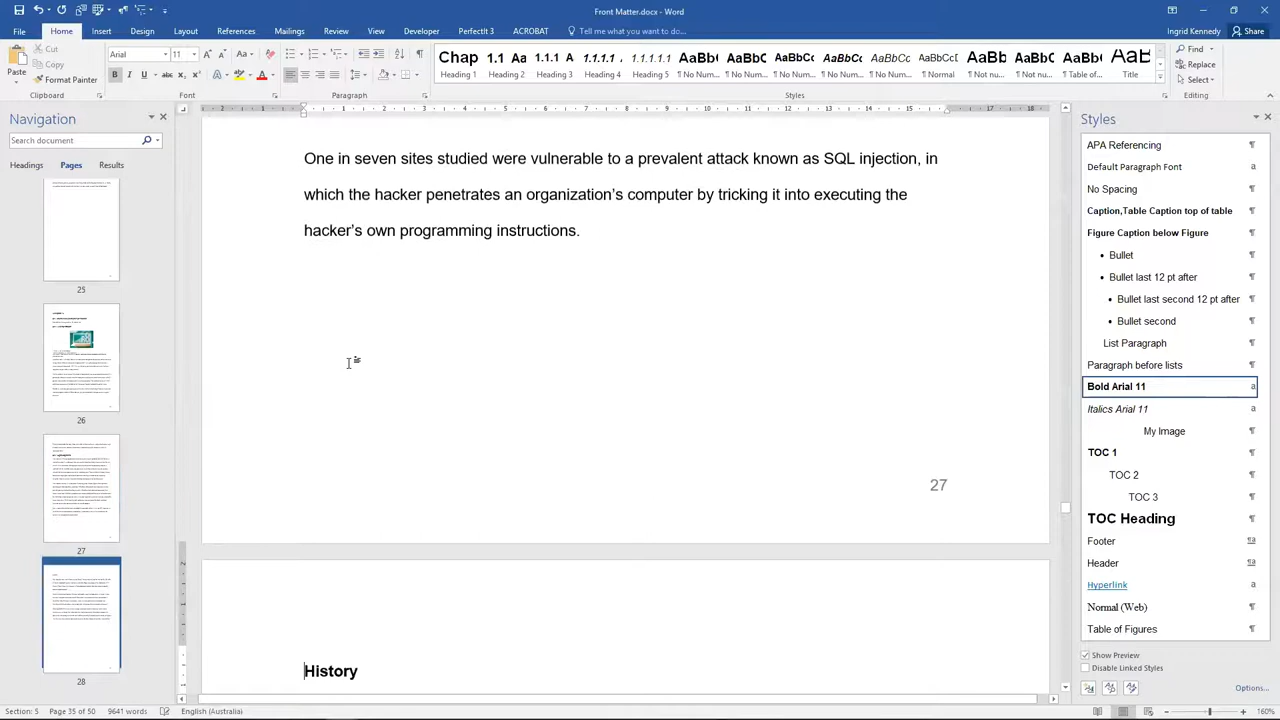 Front Matter.docx - Word
Ingrid Kennedy
Share
File
Home
Insert
Draw
Design
Layout
References
Mailings
Review
View
Developer
PerfectIt 3
ACROBAT
Tell me what you want to do...
Paste
Cut
Copy
Format Painter
Clipboard
Arial
11
Font
Paragraph
Chap
Heading 1
1.1 Aa
Heading 2
1.1.1 A
Heading 3
1.1.1.1
Heading 4
1.1.1.1.1
Heading 5
AaBbC
¶ No Num...
AaBbC
¶ No Num...
AaBbCc
¶ No Num...
AaBbCc
¶ No Num...
AaBbCc
¶ No Num...
AaBbCcD
¶ Normal
AaBbC
¶ Not nu...
AaBbC
¶ Not nu...
AaBbCc
¶ Table of...
AaB
Title
Styles
Find
Replace
Select
Editing
Navigation
Search document
Headings
Pages
Results
25
26
27
28
One in seven sites studied were vulnerable to a prevalent attack known as SQL injection, in
which the hacker penetrates an organization’s computer by tricking it into executing the
hacker’s own programming instructions.
27
History
Styles
APA Referencing
Default Paragraph Font
No Spacing
Caption,Table Caption top of table
Figure Caption below Figure
• Bullet
• Bullet last 12 pt after
• Bullet last second 12 pt after
• Bullet second
List Paragraph
Paragraph before lists
Bold Arial 11
Italics Arial 11
My Image
TOC 1
TOC 2
TOC 3
TOC Heading
Footer
Header
Hyperlink
Normal (Web)
Table of Figures
Show Preview
Disable Linked Styles
Options...
Section: 5
Page 35 of 50
9641 words
English (Australia)
160%